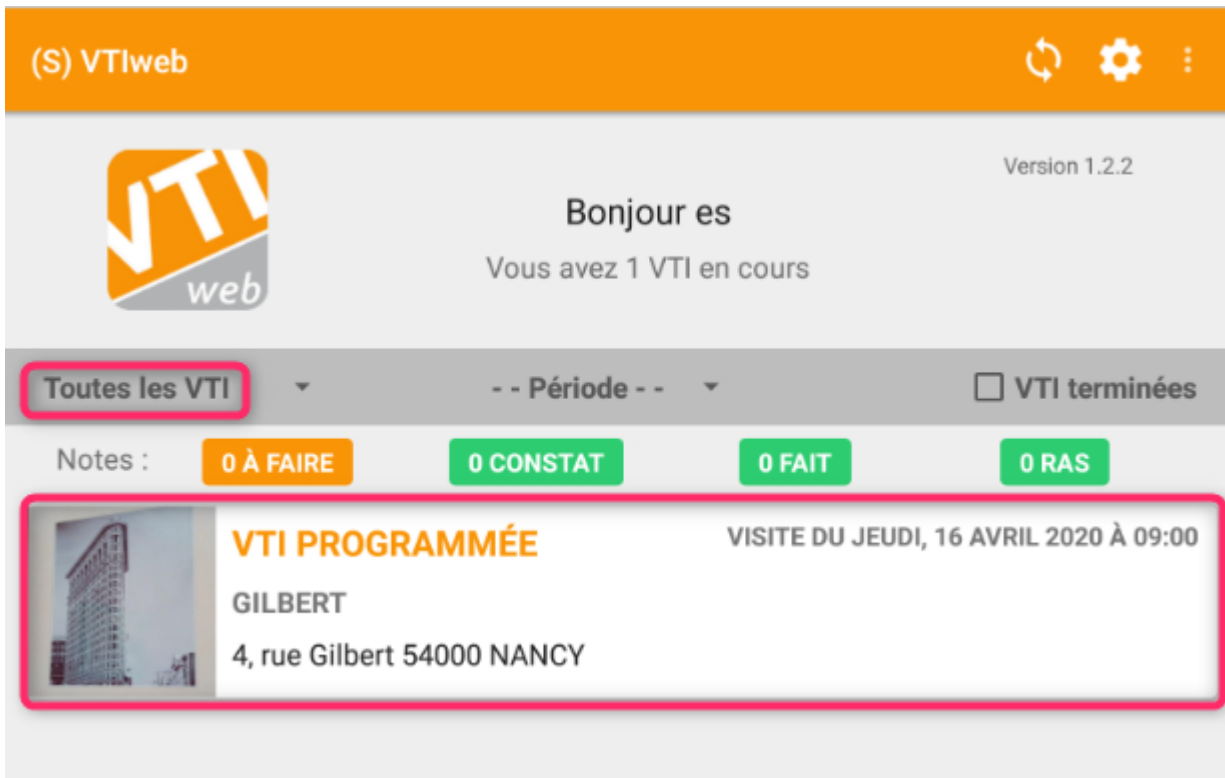 (S) VTIweb
VTI
web
Version 1.2.2
Bonjour es
Vous avez 1 VTI en cours
Toutes les VTI
- - Période - -
VTI terminées
Notes :
0 À FAIRE
0 CONSTAT
0 FAIT
0 RAS
VTI PROGRAMMÉE
VISITE DU JEUDI, 16 AVRIL 2020 À 09:00
GILBERT
4, rue Gilbert 54000 NANCY